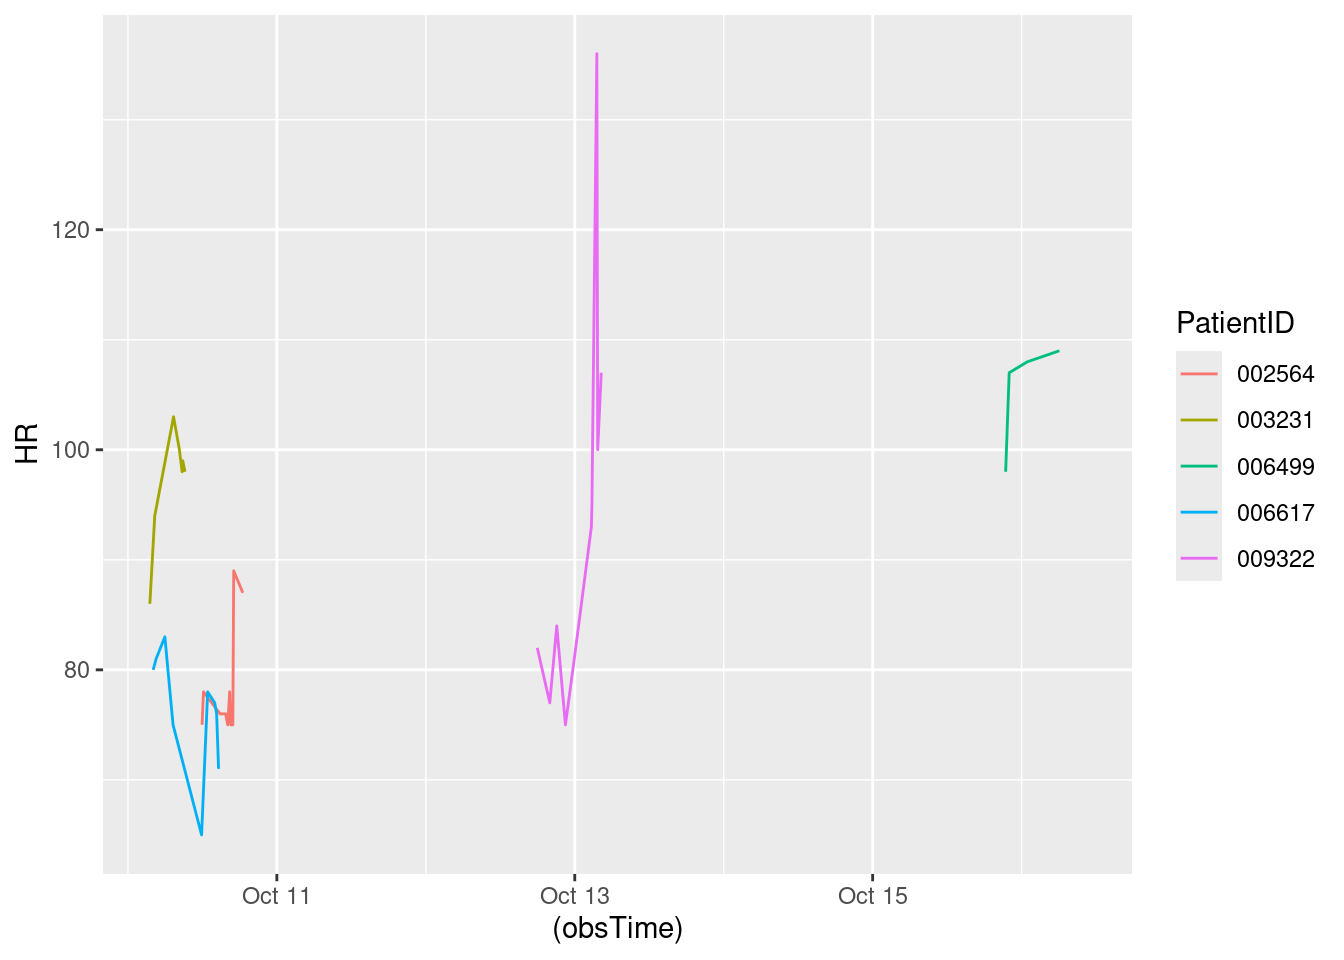 120
100
80
HR
Oct 11
Oct 13
Oct 15
(obsTime)
PatientID
002564
003231
006499
006617
009322